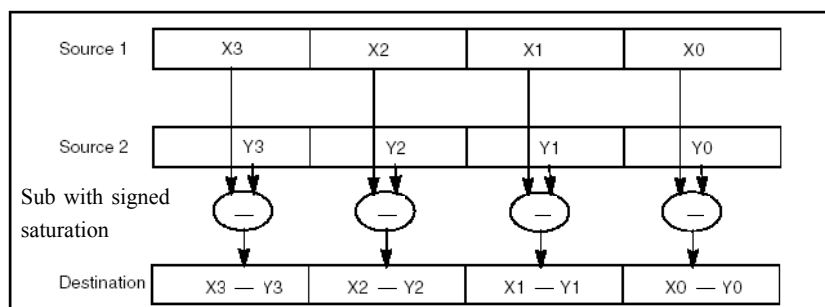 Source 1 X3 X2 X1 X0
Source 2 Y3 Y2 Y1 Y0
Sub with signed
saturation
— — — —
Destination X3 — Y3 X2 — Y2 X1 — Y1 X0 — Y0